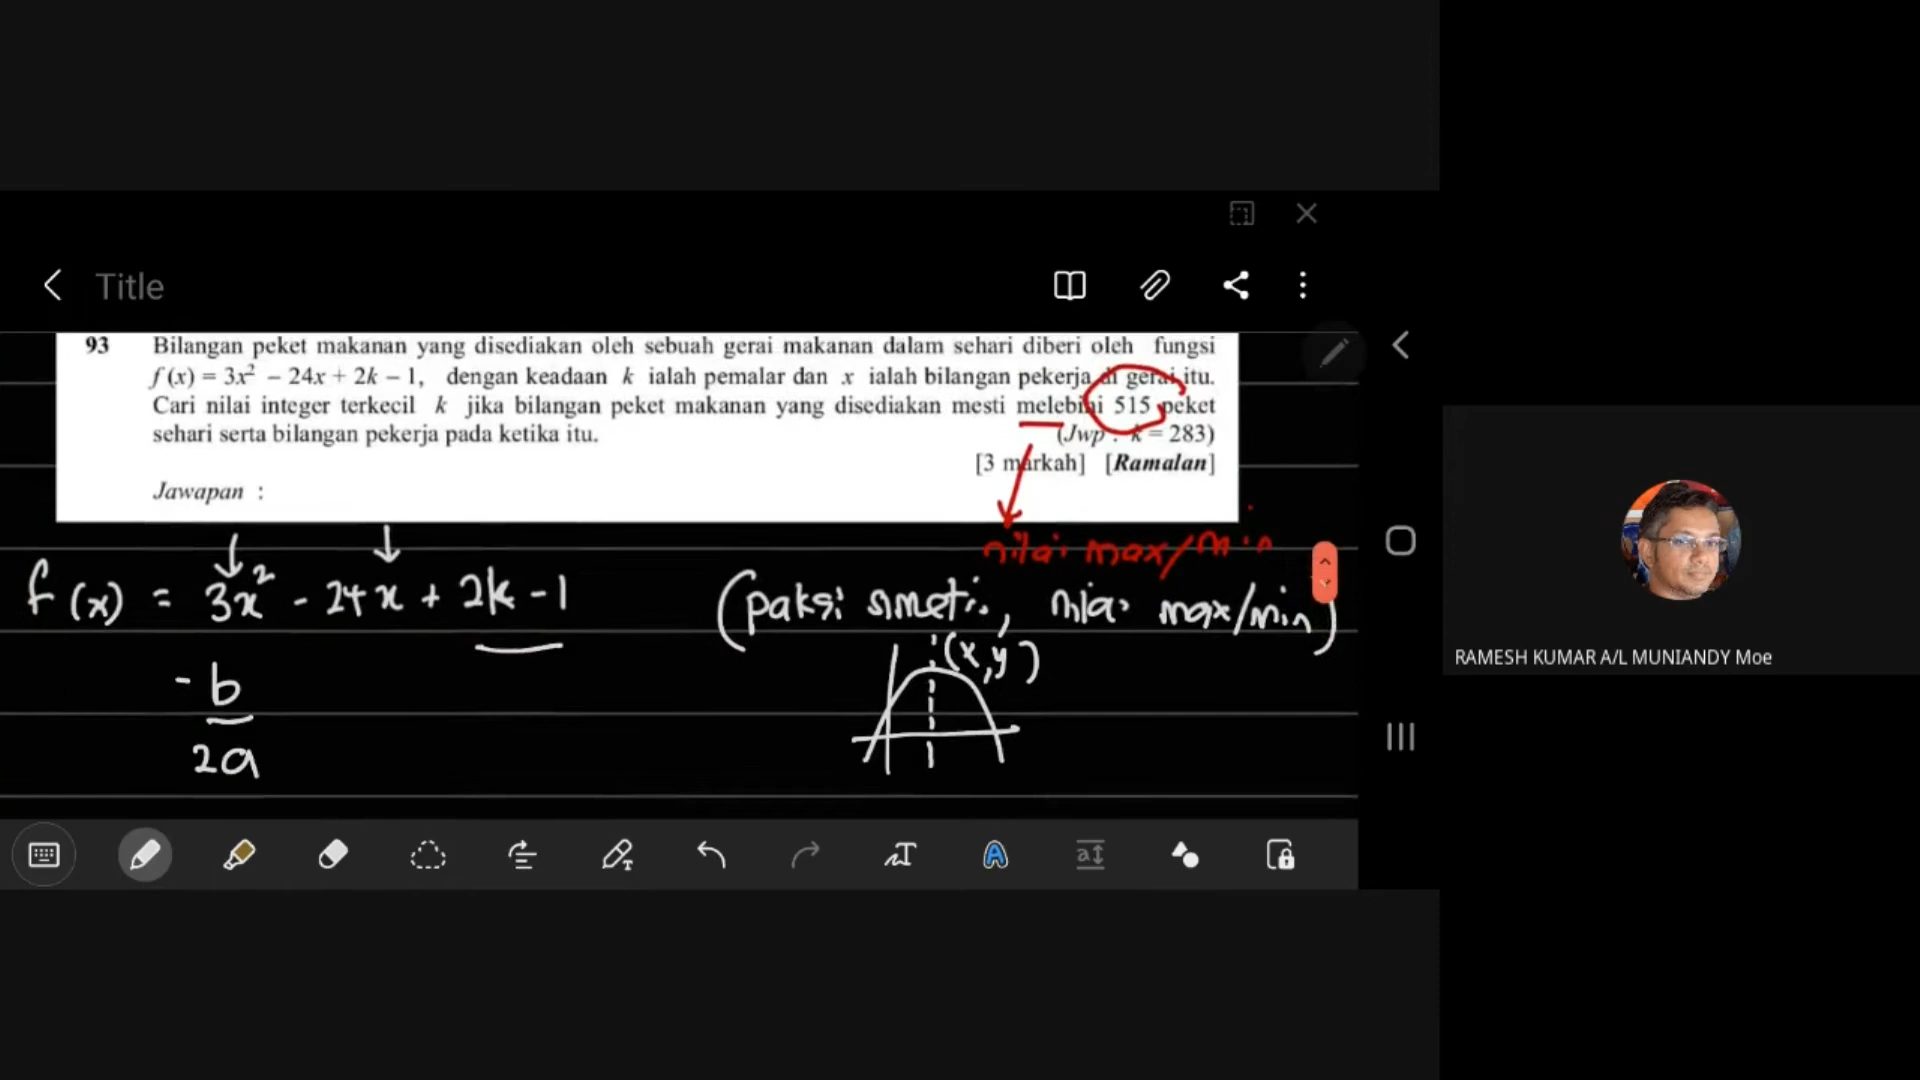 Title
93 Bilangan peket makanan yang disediakan oleh sebuah gerai makanan dalam sehari diberi oleh fungsi
f (x) = 3x² − 24x + 2k − 1, dengan keadaan k ialah pemalar dan x ialah bilangan pekerja di gerai itu.
Cari nilai integer terkecil k jika bilangan peket makanan yang disediakan mesti melebihi 515 peket
sehari serta bilangan pekerja pada ketika itu. (Jwp : k = 283)
[3 markah] [Ramalan]
Jawapan :
nilai max/min
f(x) = 3x² - 24x + 2k - 1 (paksi simetri, nilai max/min)
(x,y)
-b
2a
RAMESH KUMAR A/L MUNIANDY Moe